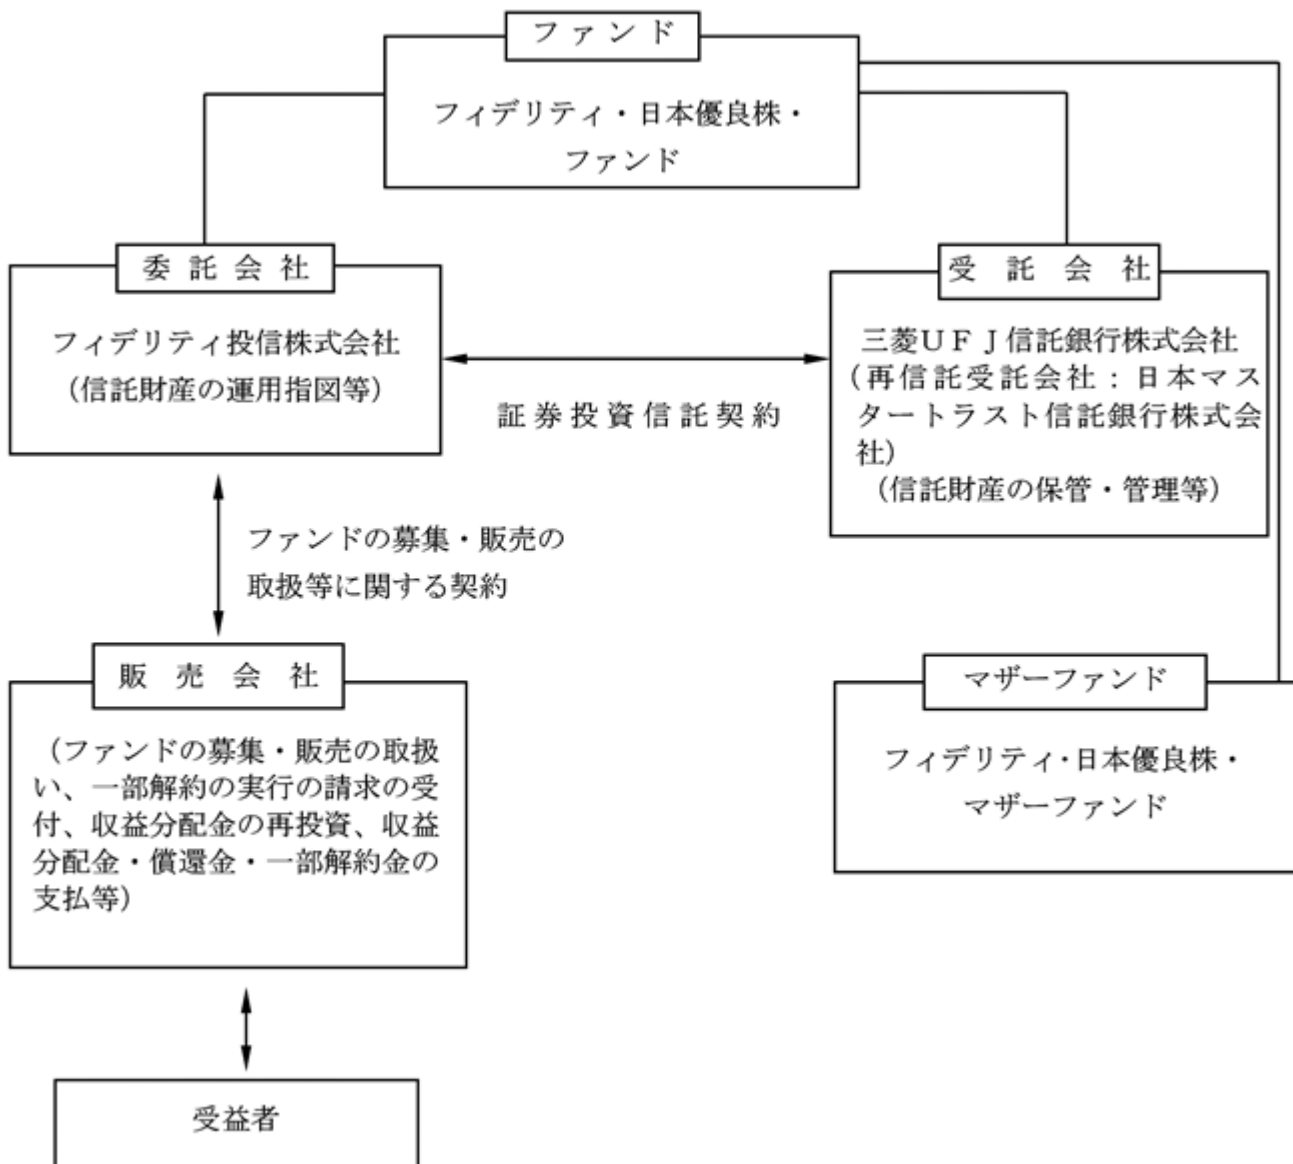 ファンド
フィデリティ・日本優良株・
ファンド
委託会社
フィデリティ投信株式会社
（信託財産の運用指図等）
証券投資信託契約
受託会社
三菱ＵＦＪ信託銀行株式会社
（再信託受託会社：日本マス
タートラスト信託銀行株式会
社）
（信託財産の保管・管理等）
ファンドの募集・販売の
取扱等に関する契約
販売会社
（ファンドの募集・販売の取扱
い、一部解約の実行の請求の受
付、収益分配金の再投資、収益
分配金・償還金・一部解約金の
支払等）
マザーファンド
フィデリティ・日本優良株・
マザーファンド
受益者